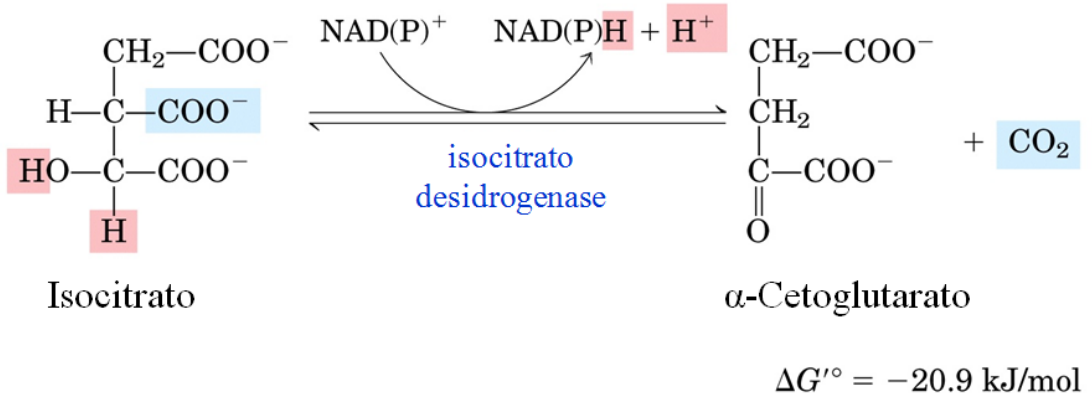 NAD(P)⁺ NAD(P)H + H⁺
CH₂—COO⁻
H—C—COO⁻
HO—C—COO⁻
H
Isocitrato
isocitrato
desidrogenase
CH₂—COO⁻
CH₂
C—COO⁻
O
+ CO₂
α-Cetoglutarato
ΔG′° = −20.9 kJ/mol